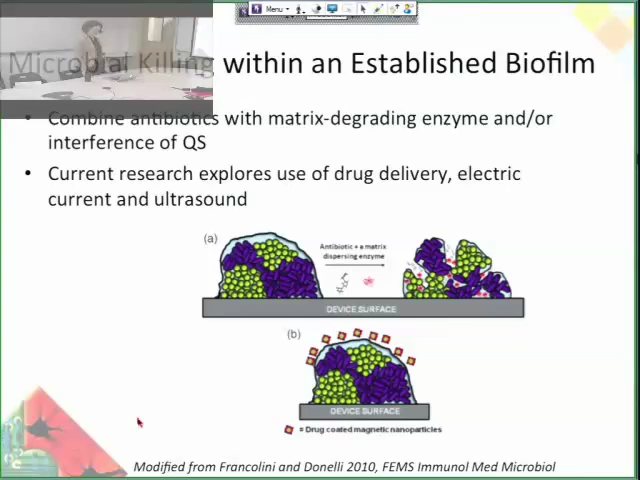 Menu
Microbial Killing within an Established Biofilm
• Combine antibiotics with matrix-degrading enzyme and/or
interference of QS
• Current research explores use of drug delivery, electric
current and ultrasound
(a)
Antibiotic + a matrix
dispersing enzyme
DEVICE SURFACE
(b)
DEVICE SURFACE
= Drug coated magnetic nanoparticles
Modified from Francolini and Donelli 2010, FEMS Immunol Med Microbiol